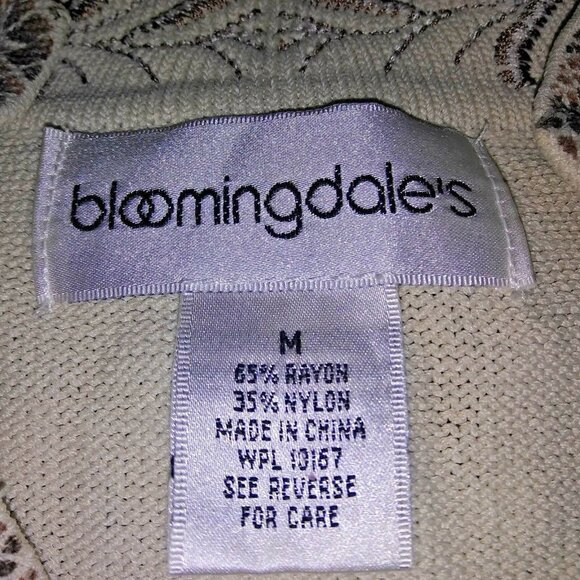 bloomingdale's
M
65% RAYON
35% NYLON
MADE IN CHINA
WPL 10167
SEE REVERSE
FOR CARE